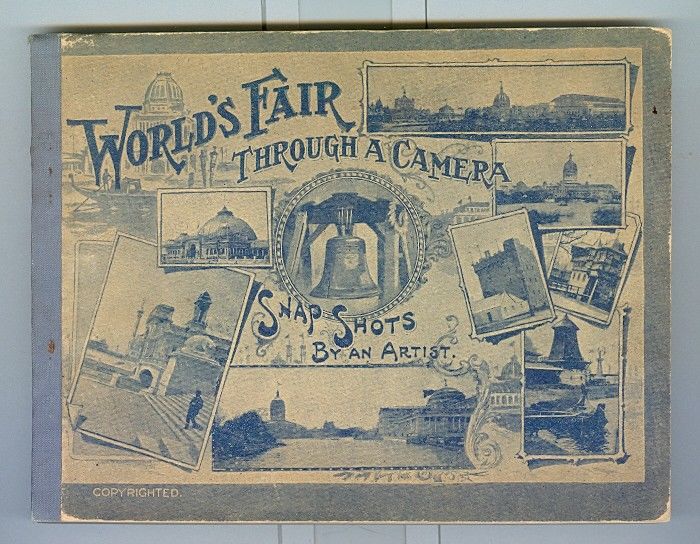 WORLD'S FAIR
THROUGH A CAMERA
SNAP SHOTS
BY AN ARTIST.
COPYRIGHTED.